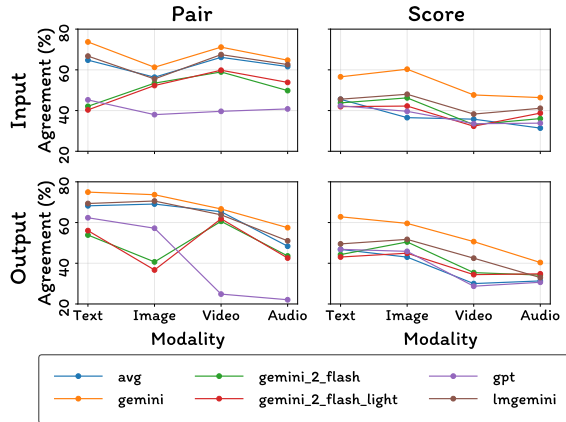 Pair Score
Input
Agreement (%)
80
60
40
20
Output
Agreement (%)
80
60
40
20
Text Image Video Audio Text Image Video Audio
Modality Modality
avg gemini_2_flash gpt
gemini gemini_2_flash_light lmgemini